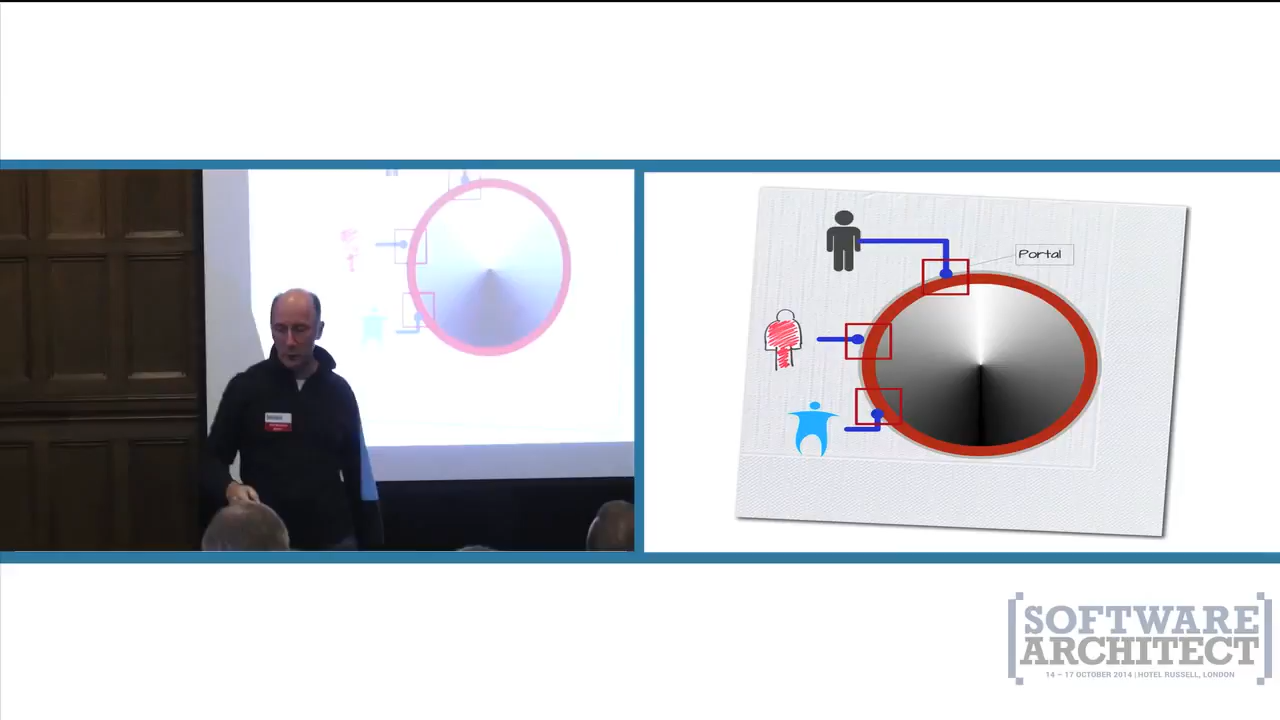 Portal
SOFTWARE
ARCHITECT
14 – 17 OCTOBER 2014 | HOTEL RUSSELL, LONDON